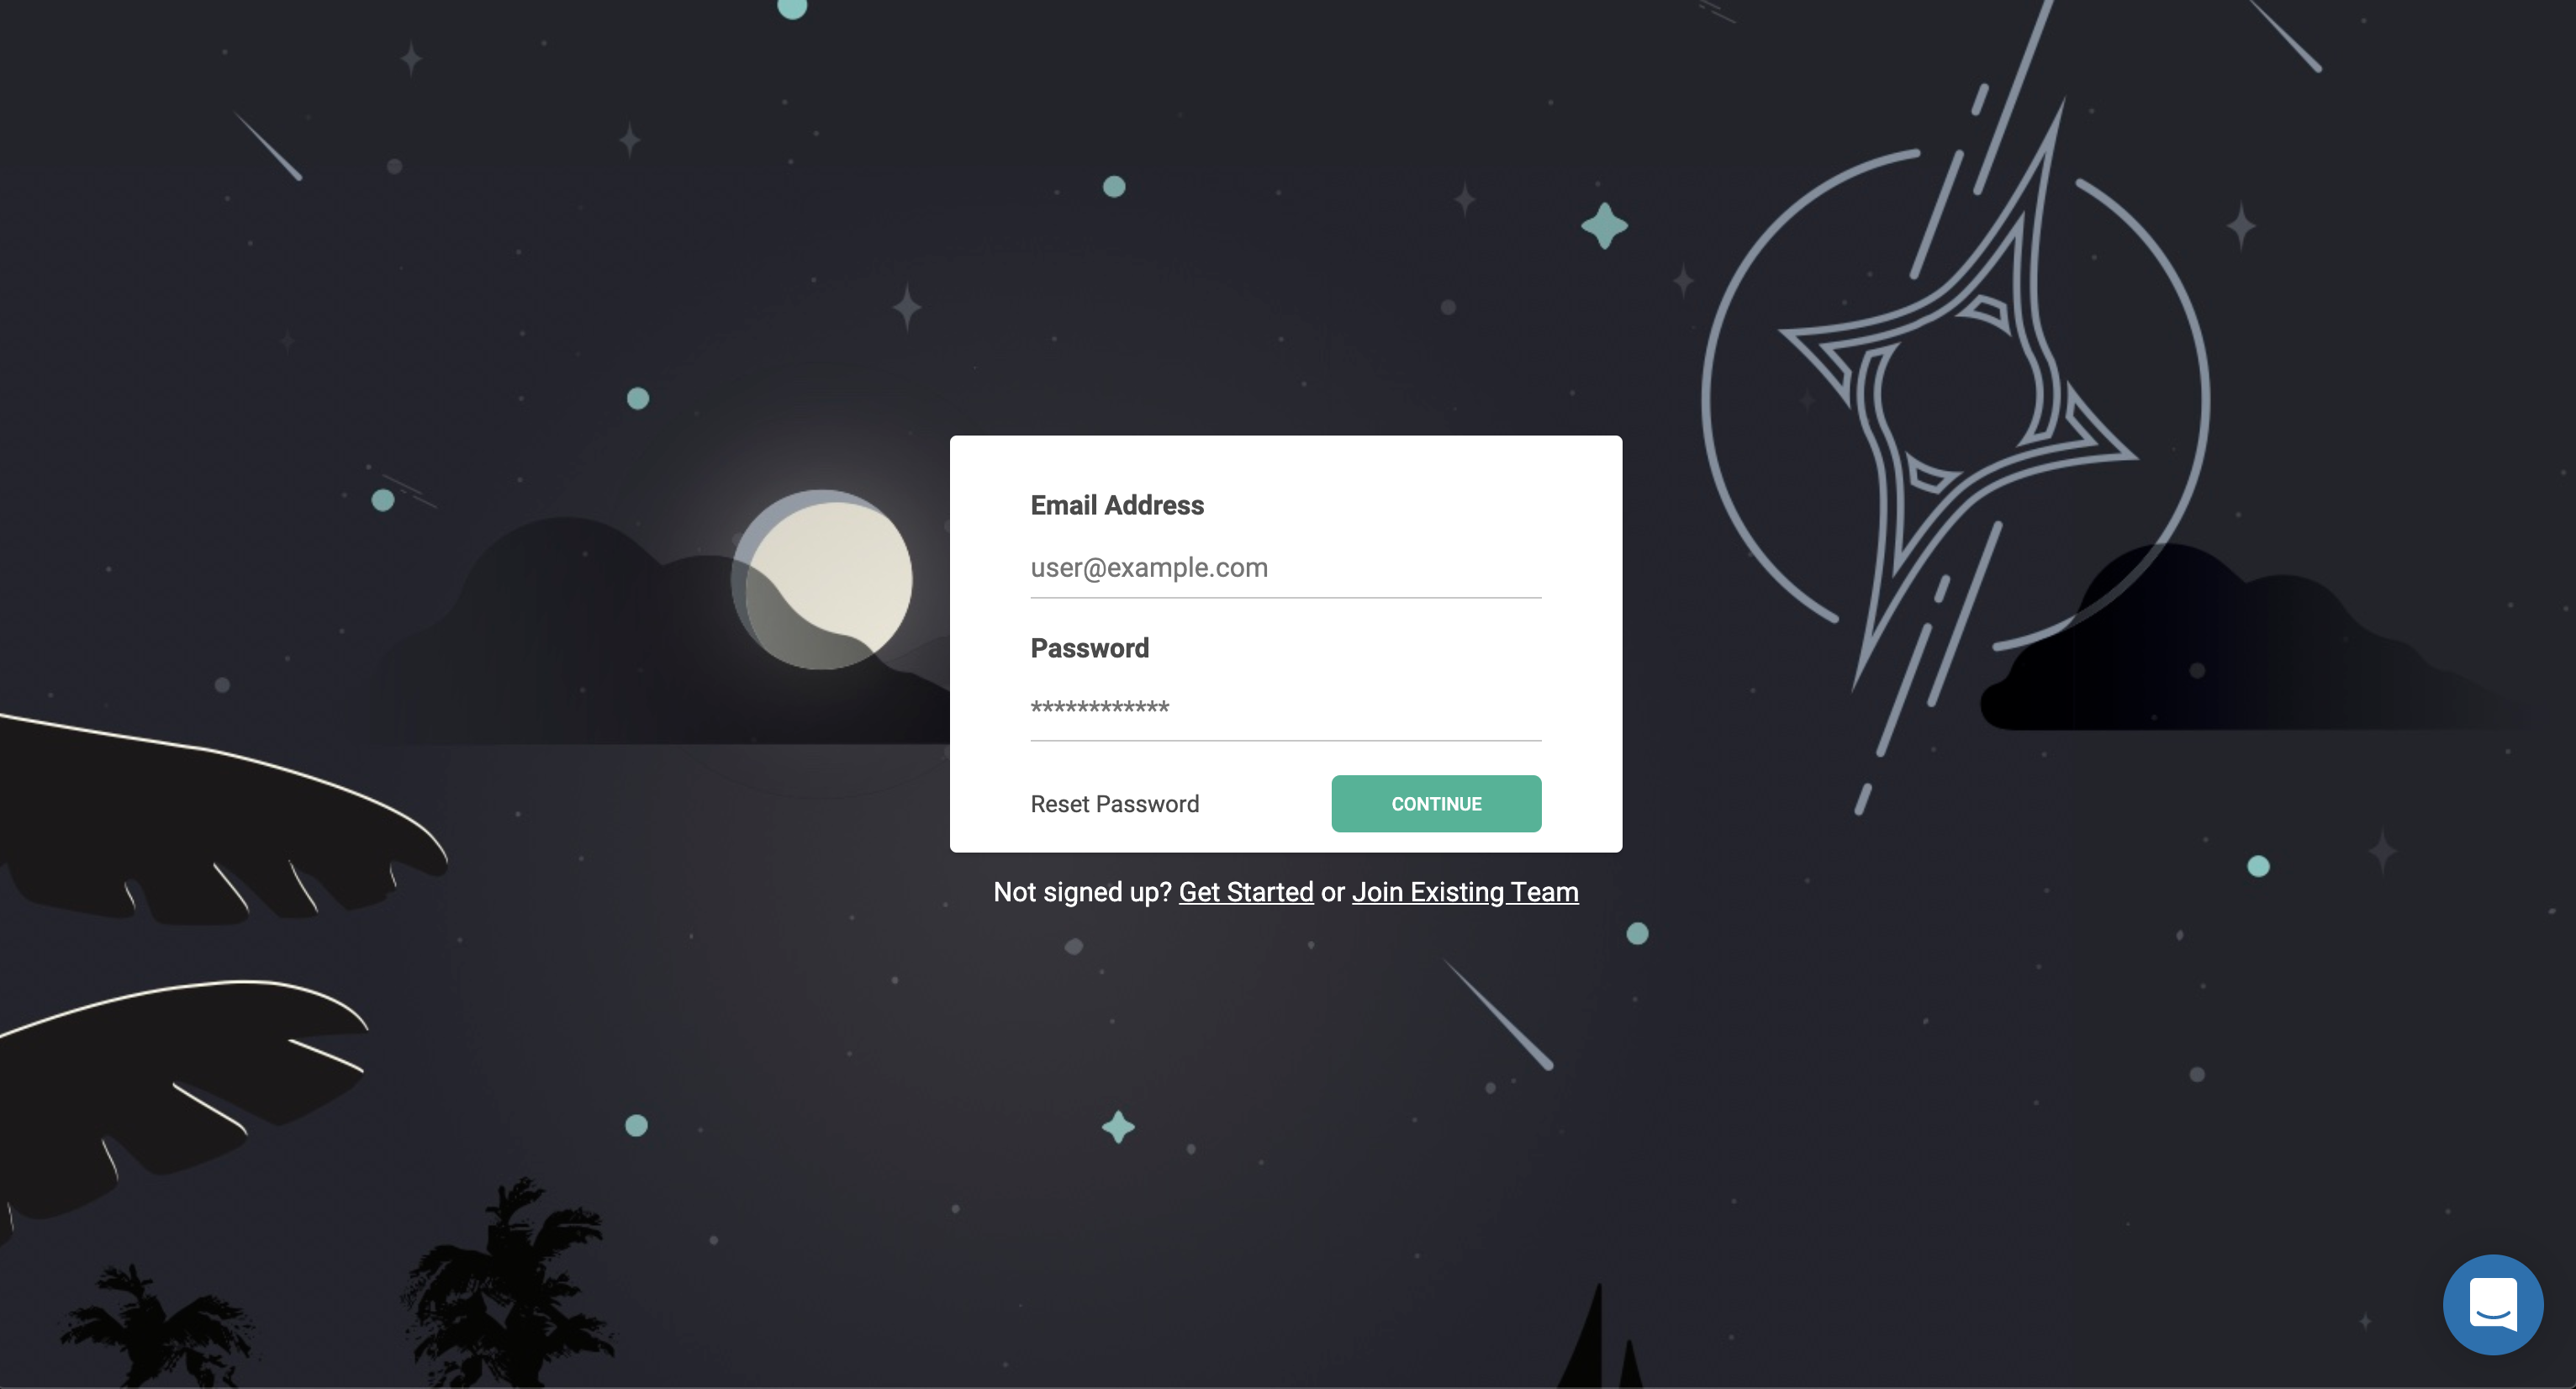 Email Address
user@example.com
Password
************
Reset Password
CONTINUE
Not signed up? Get Started or Join Existing Team